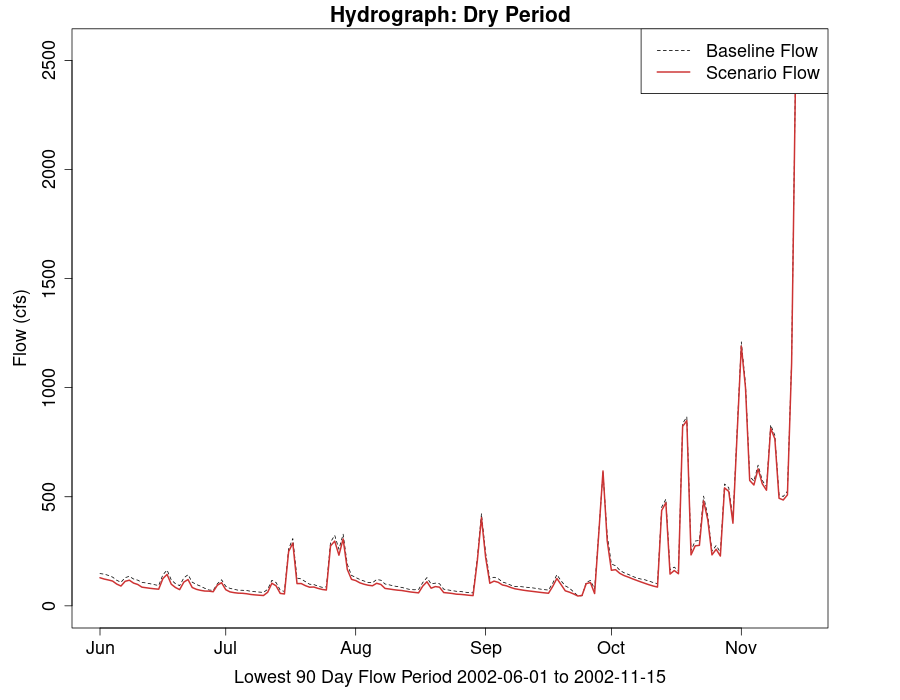 Hydrograph: Dry Period
Baseline Flow
Scenario Flow
2500
2000
1500
1000
500
0
Flow (cfs)
Jun Jul Aug Sep Oct Nov
Lowest 90 Day Flow Period 2002-06-01 to 2002-11-15